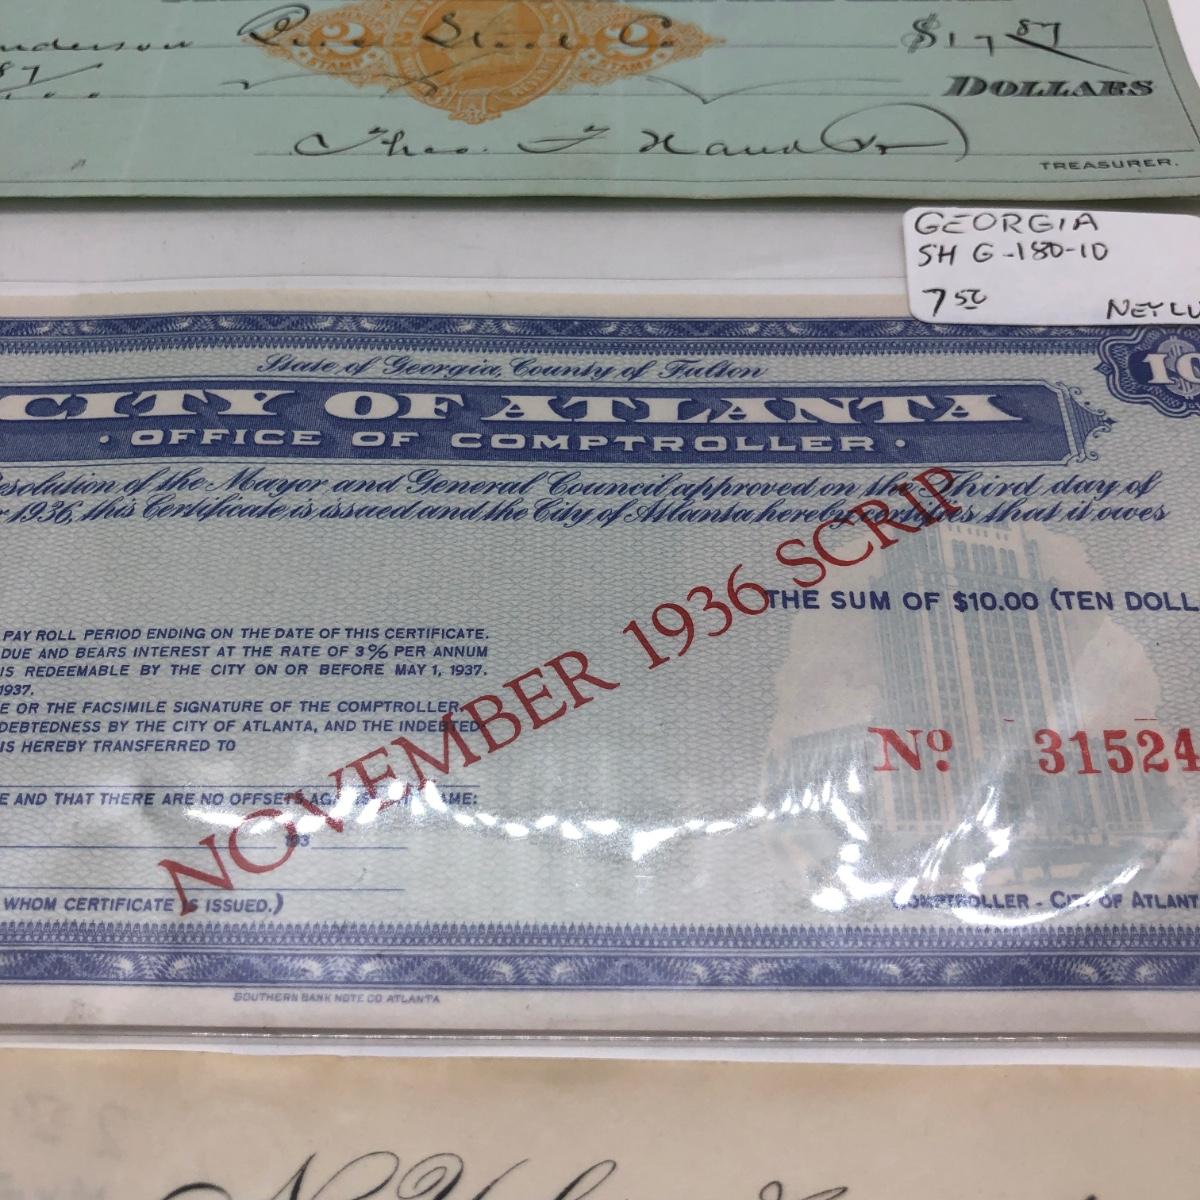 $17 87
2 STAMP 2 STAMP
DOLLARS
TREASURER.
GEORGIA
SH G-180-10
7 50
State of Georgia, County of Fulton
CITY OF ATLANTA
· OFFICE OF COMPTROLLER ·
Resolution of the Mayor and General Council approved on the Third day of
1936, this Certificate is issued and the City of Atlanta hereby certifies that it owes
NOVEMBER 1936 SCRIP
THE SUM OF $10.00 (TEN DOLL
PAY ROLL PERIOD ENDING ON THE DATE OF THIS CERTIFICATE.
DUE AND BEARS INTEREST AT THE RATE OF 3% PER ANNUM
IS REDEEMABLE BY THE CITY ON OR BEFORE MAY 1, 1937.
1937.
E OR THE FACSIMILE SIGNATURE OF THE COMPTROLLER.
DEBTEDNESS BY THE CITY OF ATLANTA, AND THE INDEBTED
IS HEREBY TRANSFERRED TO
No. 31524
E AND THAT THERE ARE NO OFFSETS AGAINST SAME:
193
WHOM CERTIFICATE IS ISSUED.)
COMPTROLLER - CITY OF ATLANT
SOUTHERN BANK NOTE CO ATLANTA